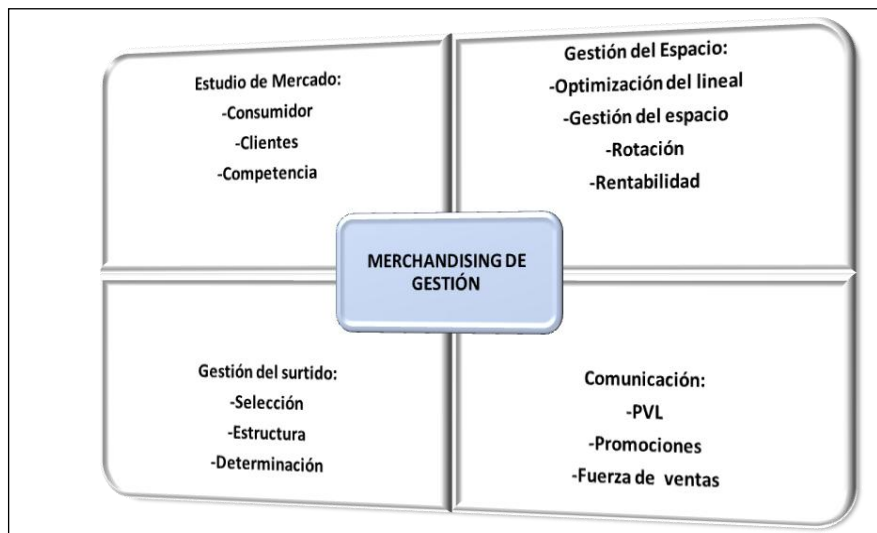 Estudio de Mercado:
-Consumidor
-Clientes
-Competencia
Gestión del Espacio:
-Optimización del lineal
-Gestión del espacio
-Rotación
-Rentabilidad
MERCHANDISING DE
GESTIÓN
Gestión del surtido:
-Selección
-Estructura
-Determinación
Comunicación:
-PVL
-Promociones
-Fuerza de ventas